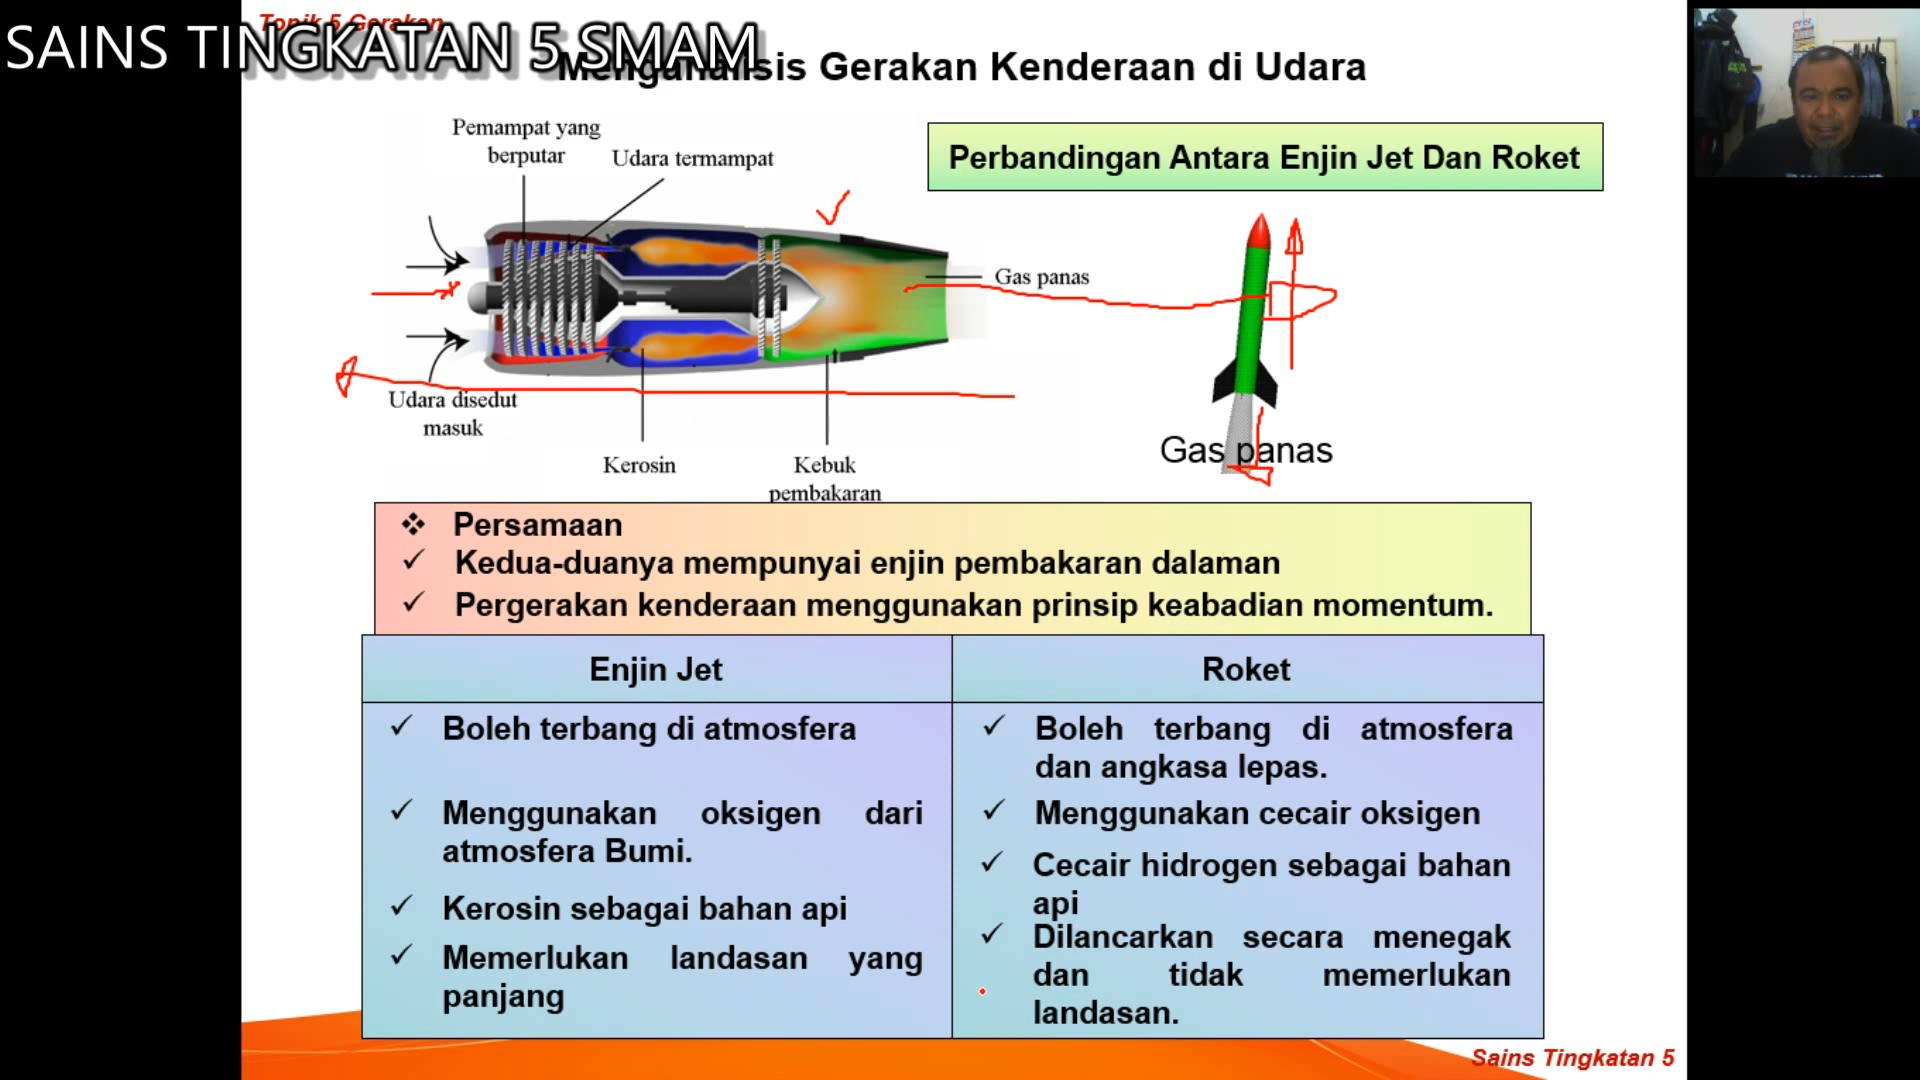 Topik 5 Gerakan
SAINS TINGKATAN 5 SMAM
Menganalisis Gerakan Kenderaan di Udara
Pemampat yang
berputar
Udara termampat
Perbandingan Antara Enjin Jet Dan Roket
Gas panas
Udara disedut
masuk
Kerosin
Kebuk
pembakaran
Gas panas
❖ Persamaan
✓ Kedua-duanya mempunyai enjin pembakaran dalaman
✓ Pergerakan kenderaan menggunakan prinsip keabadian momentum.
Enjin Jet
✓ Boleh terbang di atmosfera
✓ Menggunakan oksigen dari
atmosfera Bumi.
✓ Kerosin sebagai bahan api
✓ Memerlukan landasan yang
panjang
Roket
✓ Boleh terbang di atmosfera
dan angkasa lepas.
✓ Menggunakan cecair oksigen
✓ Cecair hidrogen sebagai bahan
api
✓ Dilancarkan secara menegak
dan tidak memerlukan
landasan.
Sains Tingkatan 5